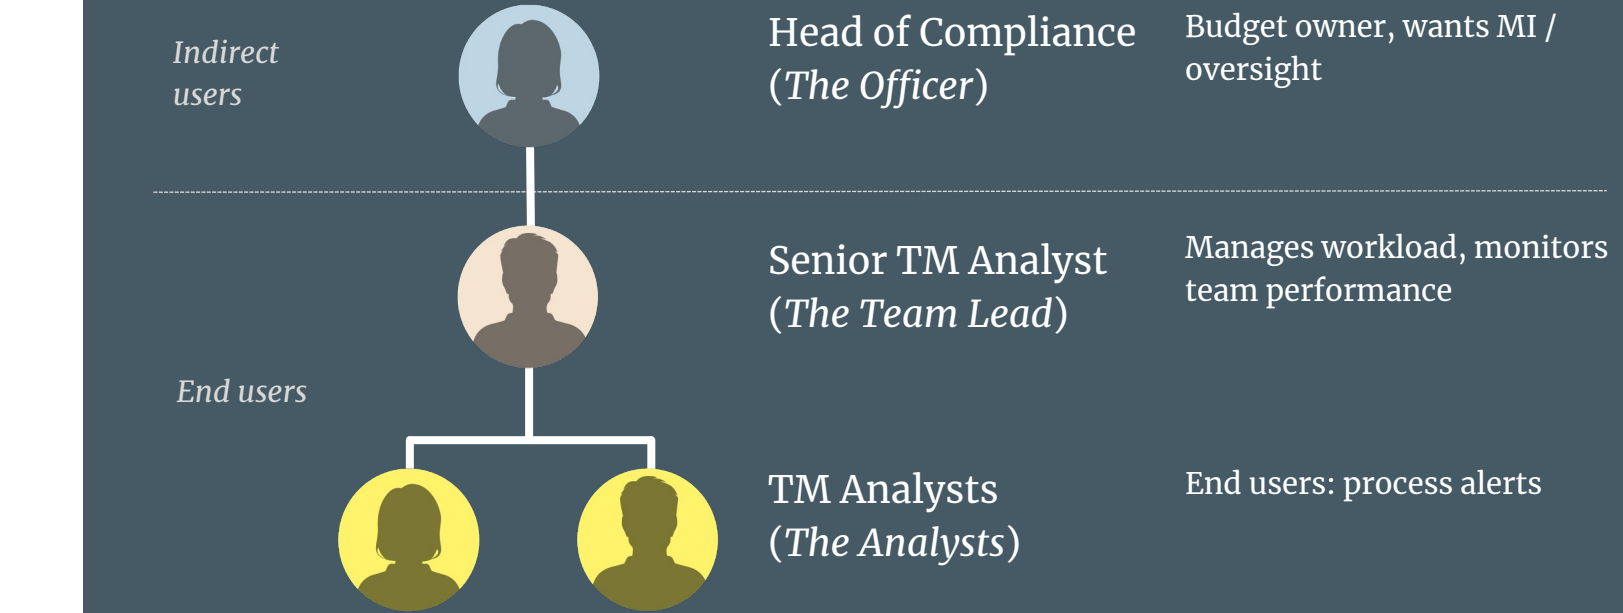 Indirect
users
Head of Compliance
(The Officer)
Budget owner, wants MI /
oversight
Senior TM Analyst
(The Team Lead)
Manages workload, monitors
team performance
End users
TM Analysts
(The Analysts)
End users: process alerts